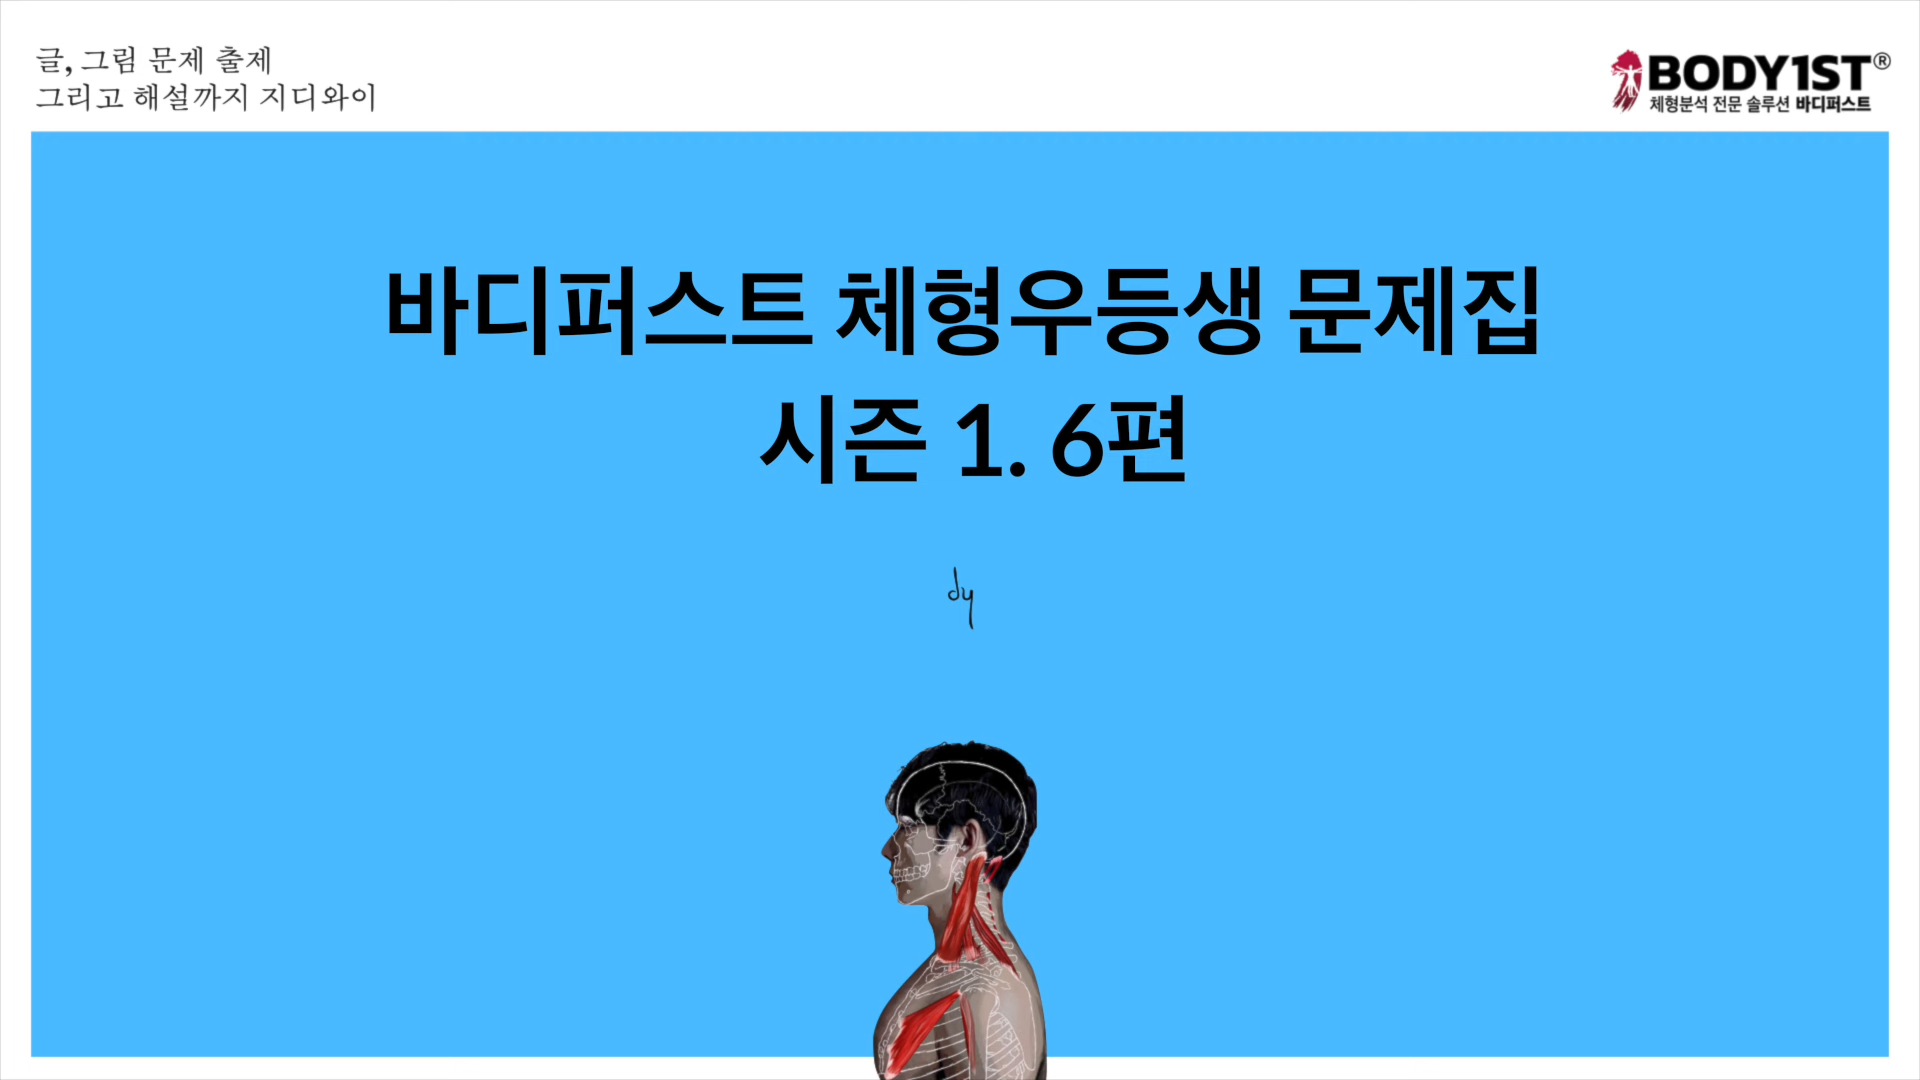 글, 그림 문제 출제
그리고 해설까지 지디와이
BODY1ST®
체형분석 전문 솔루션 바디퍼스트
바디퍼스트 체형우등생 문제집
시즌 1. 6편
dy